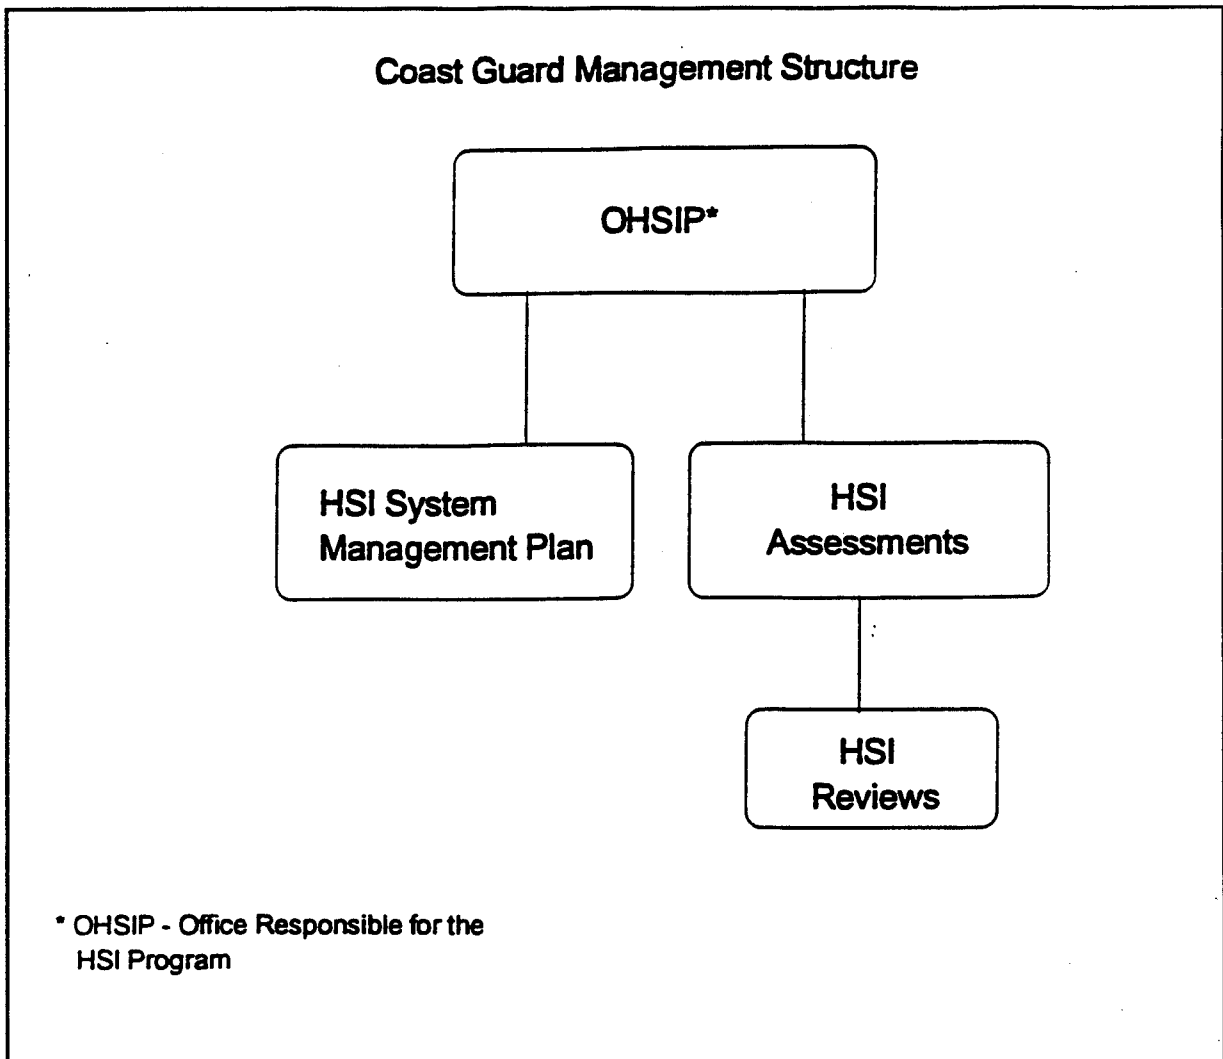 Coast Guard Management Structure
OHSIP*
HSI System
Management Plan
HSI
Assessments
HSI
Reviews
* OHSIP - Office Responsible for the
HSI Program